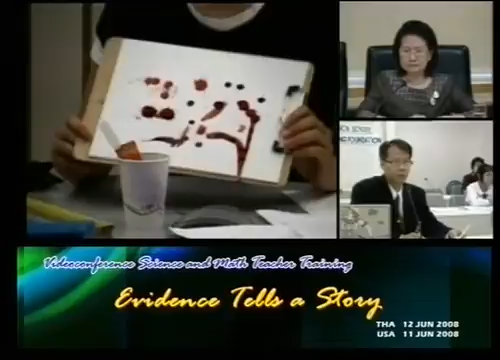 Videoconference Science and Math Teacher Training
Evidence Tells a Story
THA 12 JUN 2008
USA 11 JUN 2008